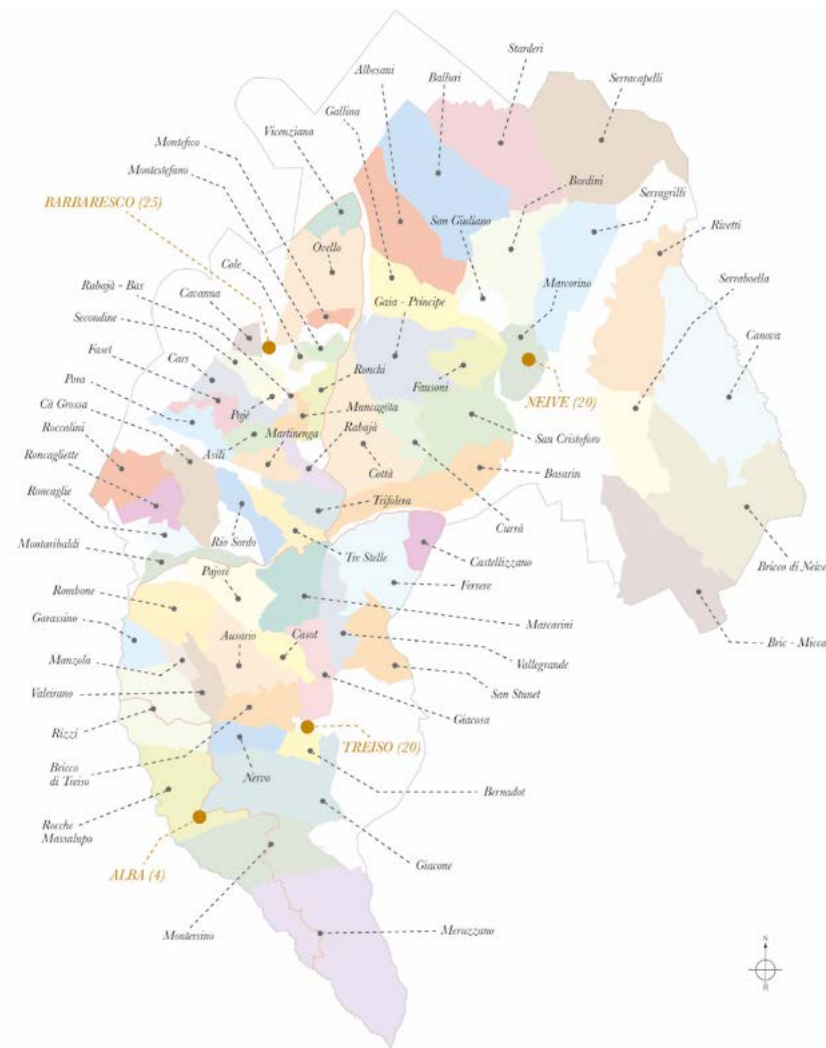 Starderi
Albesani
Balluri
Serracapelli
Gallina
Montefico
Vicenziana
Montestefano
Bordini
BARBARESCO (25)
San Giuliano
Serragrilli
Rivetti
Ovello
Cole
Marcorino
Serraboella
Rabajà - Bas
Cavanna
Gaia - Principe
Secondine
Canova
Faset
Cars
Ronchi
Pora
Fausoni
NEIVE (20)
Pajè
Muncagöta
Cà Grossa
Martinenga
Rabajà
San Cristoforo
Roccalini
Asili
Roncagliette
Cottà
Basarin
Roncaglie
Trifolera
Currà
Rio Sordo
Montaribaldi
Tre Stelle
Castellizzano
Pajorè
Bricco di Neive
Rombone
Ferrere
Garassino
Marcarini
Ausario
Casot
Bric - Micca
Manzola
Vallegrande
Valeirano
San Stunet
Rizzi
Giacosa
TREISO (20)
Bricco
di Treiso
Nervo
Bernadot
Rocche
Massalupo
Giacone
ALBA (4)
Montersino
Meruzzano
N